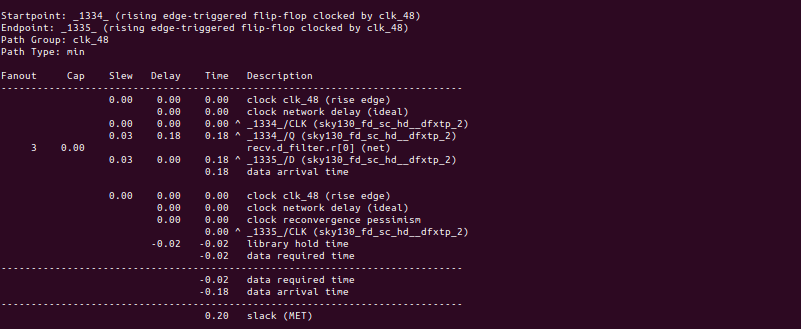 Startpoint: _1334_ (rising edge-triggered flip-flop clocked by clk_48)
Endpoint: _1335_ (rising edge-triggered flip-flop clocked by clk_48)
Path Group: clk_48
Path Type: min
Fanout Cap Slew Delay Time Description
-----------------------------------------------------------------------------
0.00 0.00 0.00 clock clk_48 (rise edge)
0.00 0.00 clock network delay (ideal)
0.00 0.00 0.00 ^ _1334_/CLK (sky130_fd_sc_hd__dfxtp_2)
0.03 0.18 0.18 ^ _1334_/Q (sky130_fd_sc_hd__dfxtp_2)
3 0.00 recv.d_filter.r[0] (net)
0.03 0.00 0.18 ^ _1335_/D (sky130_fd_sc_hd__dfxtp_2)
0.18 data arrival time
0.00 0.00 0.00 clock clk_48 (rise edge)
0.00 0.00 clock network delay (ideal)
0.00 0.00 clock reconvergence pessimism
0.00 ^ _1335_/CLK (sky130_fd_sc_hd__dfxtp_2)
-0.02 -0.02 library hold time
-0.02 data required time
-----------------------------------------------------------------------------
-0.02 data required time
-0.18 data arrival time
-----------------------------------------------------------------------------
0.20 slack (MET)